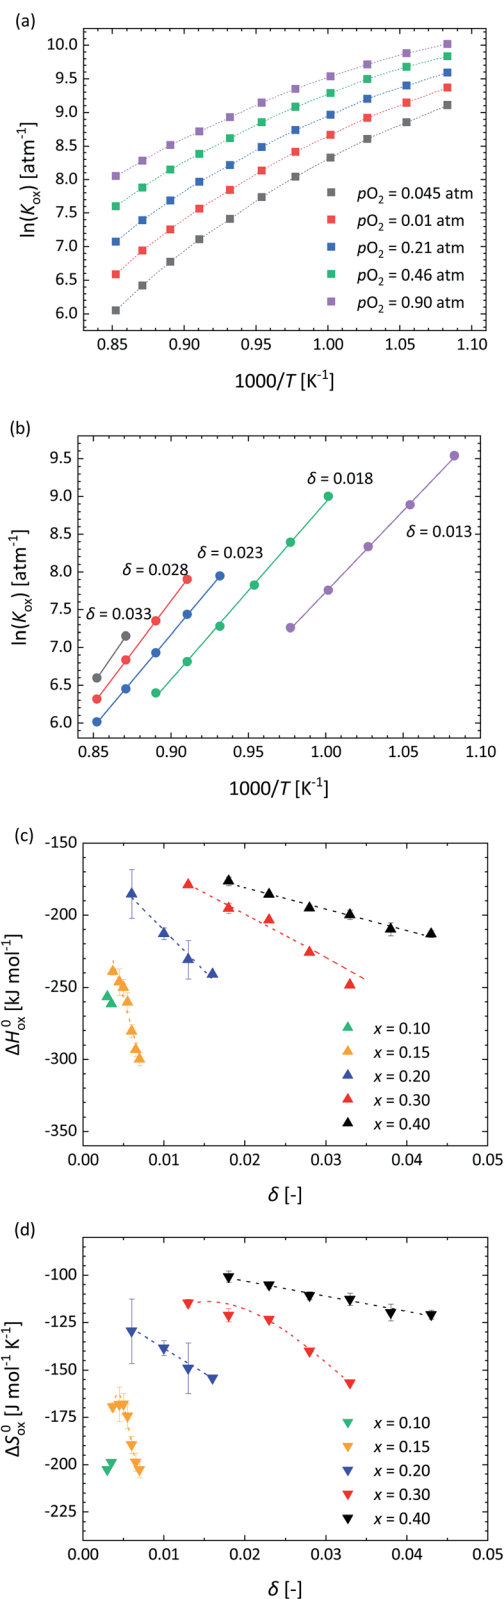 (a)
10.0
9.5
9.0
8.5
8.0
7.5
7.0
6.5
6.0
ln(Kox) [atm-1]
pO2 = 0.045 atm
pO2 = 0.01 atm
pO2 = 0.21 atm
pO2 = 0.46 atm
pO2 = 0.90 atm
0.85 0.90 0.95 1.00 1.05 1.10
1000/T [K-1]
(b)
9.5
9.0
8.5
8.0
7.5
7.0
6.5
6.0
ln(Kox) [atm-1]
δ = 0.018
δ = 0.013
δ = 0.023
δ = 0.028
δ = 0.033
0.85 0.90 0.95 1.00 1.05 1.10
1000/T [K-1]
(c)
-150
-200
-250
-300
-350
ΔH0ox [kJ mol-1]
x = 0.10
x = 0.15
x = 0.20
x = 0.30
x = 0.40
0.00 0.01 0.02 0.03 0.04 0.05
δ [-]
(d)
-100
-125
-150
-175
-200
-225
ΔS0ox [J mol-1 K-1]
x = 0.10
x = 0.15
x = 0.20
x = 0.30
x = 0.40
0.00 0.01 0.02 0.03 0.04 0.05
δ [-]